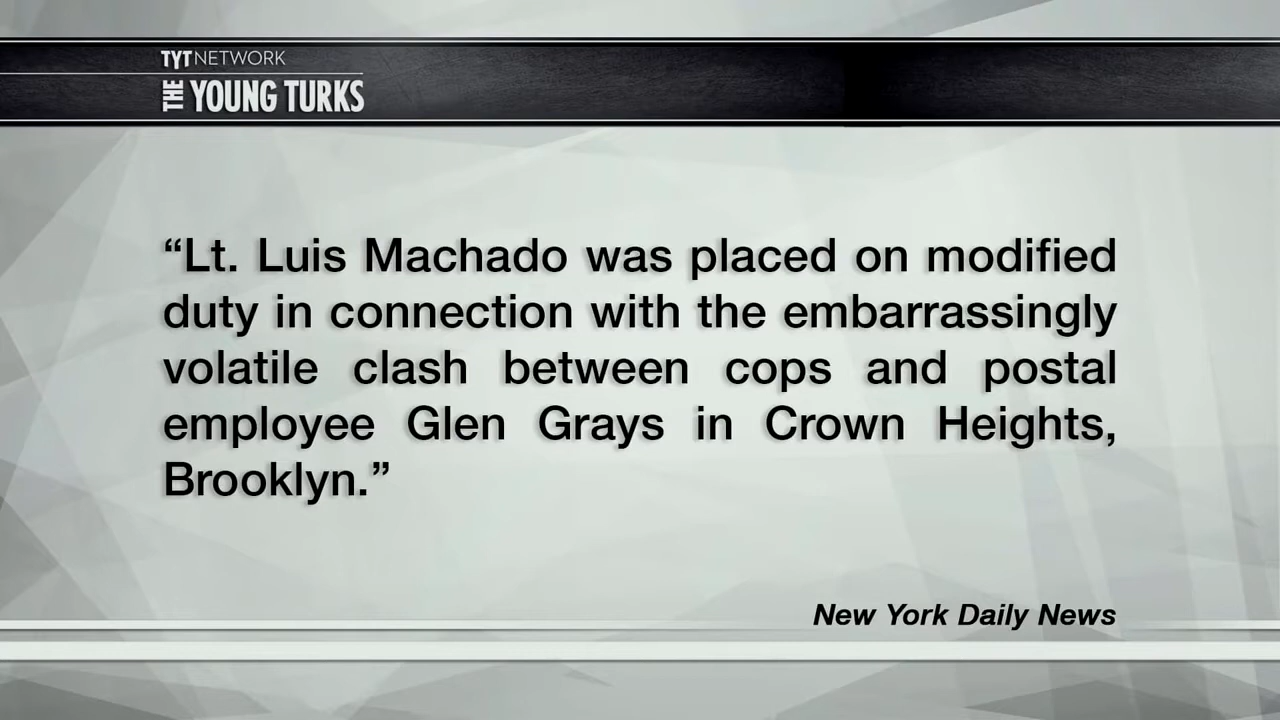 TYT NETWORK
THE YOUNG TURKS
“Lt. Luis Machado was placed on modified
duty in connection with the embarrassingly
volatile clash between cops and postal
employee Glen Grays in Crown Heights,
Brooklyn.”
New York Daily News